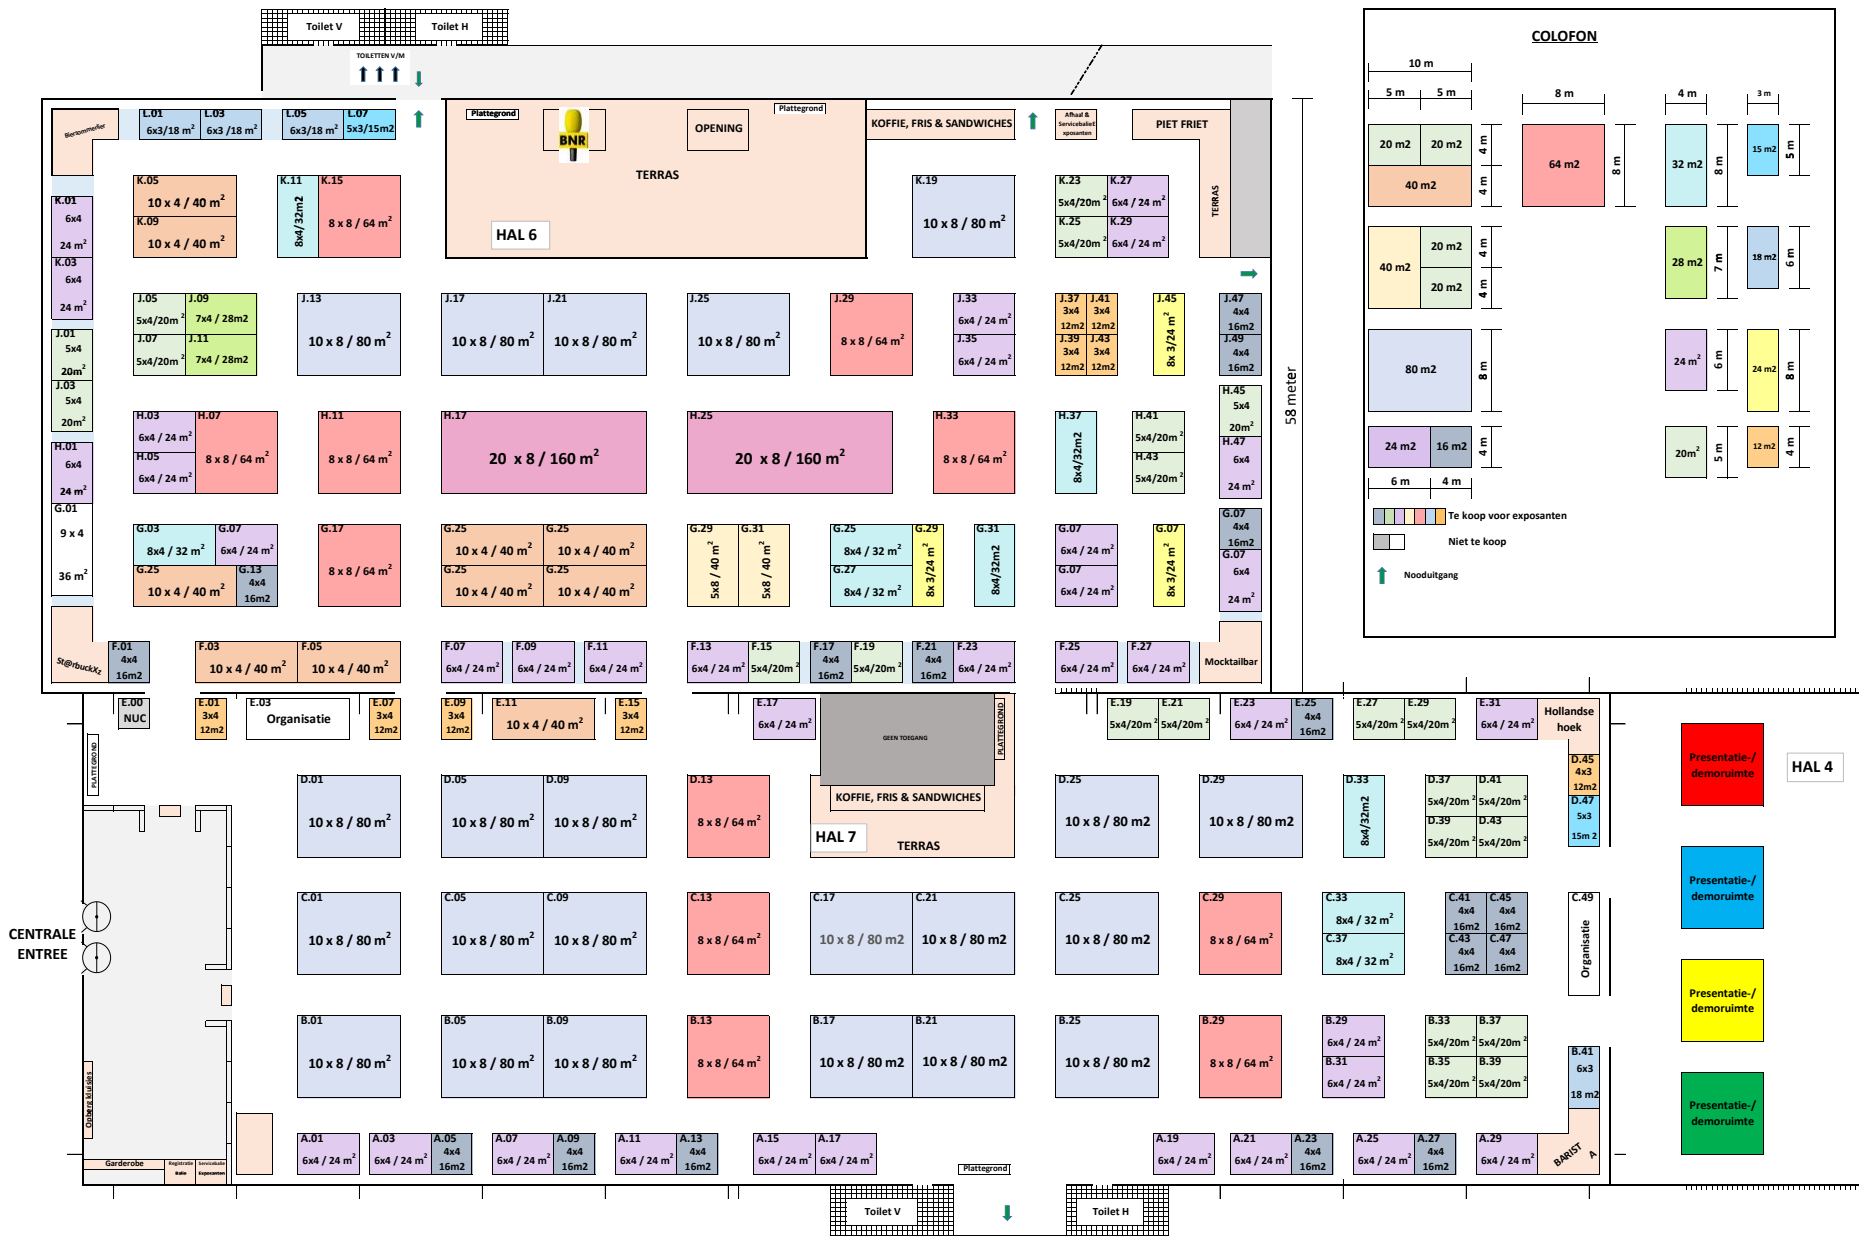 Toilet V
Toilet H
TOILETTEN V/M
COLOFON
L.01
6x3/18 m²
L.03
6x3 /18 m²
L.05
6x3/18 m²
L.07
5x3/15m2
Biertommerlier
Plattegrond
BNR
OPENING
Plattegrond
TERRAS
HAL 6
KOFFIE, FRIS & SANDWICHES
Afhaal &
Servicebalie E
xposanten
PIET FRIET
TERRAS
K.01
6x4
24 m²
K.03
6x4
24 m²
K.05
10 x 4 / 40 m²
K.09
10 x 4 / 40 m²
K.11
8x4/32m2
K.15
8 x 8 / 64 m²
K.19
10 x 8 / 80 m²
K.23
5x4/20m²
K.27
6x4 / 24 m²
K.25
5x4/20m²
K.29
6x4 / 24 m²
J.01
5x4
20m²
J.03
5x4
20m²
J.05
5x4/20m²
J.09
7x4 / 28m2
J.07
5x4/20m²
J.11
7x4 / 28m2
J.13
10 x 8 / 80 m²
J.17
10 x 8 / 80 m²
J.21
10 x 8 / 80 m²
J.25
10 x 8 / 80 m²
J.29
8 x 8 / 64 m²
J.33
6x4 / 24 m²
J.35
6x4 / 24 m²
J.37
3x4
12m2
J.41
3x4
12m2
J.39
3x4
12m2
J.43
3x4
12m2
J.45
8x 3/24 m²
J.47
4x4
16m2
J.49
4x4
16m2
58 meter
H.01
6x4
24 m²
H.03
6x4 / 24 m²
H.05
6x4 / 24 m²
H.07
8 x 8 / 64 m²
H.11
8 x 8 / 64 m²
H.17
20 x 8 / 160 m²
H.25
20 x 8 / 160 m²
H.33
8 x 8 / 64 m²
H.37
8x4/32m2
H.41
5x4/20m²
H.43
5x4/20m²
H.45
5x4
20m²
H.47
6x4
24 m²
G.01
9 x 4
36 m²
G.03
8x4 / 32 m²
G.07
6x4 / 24 m²
G.25
10 x 4 / 40 m²
G.13
4x4
16m2
G.17
8 x 8 / 64 m²
G.25
10 x 4 / 40 m²
G.25
10 x 4 / 40 m²
G.25
10 x 4 / 40 m²
G.25
10 x 4 / 40 m²
G.29
5x8 / 40 m²
G.31
5x8 / 40 m²
G.25
8x4 / 32 m²
G.27
8x4 / 32 m²
G.29
8x 3/24 m²
G.31
8x4/32m2
G.07
6x4 / 24 m²
G.07
6x4 / 24 m²
G.07
8x 3/24 m²
G.07
4x4
16m2
G.07
6x4
24 m²
St@rbuckXz
F.01
4x4
16m2
F.03
10 x 4 / 40 m²
F.05
10 x 4 / 40 m²
F.07
6x4 / 24 m²
F.09
6x4 / 24 m²
F.11
6x4 / 24 m²
F.13
6x4 / 24 m²
F.15
5x4/20m²
F.17
4x4
16m2
F.19
5x4/20m²
F.21
4x4
16m2
F.23
6x4 / 24 m²
F.25
6x4 / 24 m²
F.27
6x4 / 24 m²
Mocktailbar
10 m
5 m
5 m
8 m
4 m
3 m
20 m2
20 m2
4 m
40 m2
4 m
64 m2
8 m
32 m2
8 m
15 m2
5 m
40 m2
20 m2
4 m
20 m2
4 m
28 m2
7 m
18 m2
6 m
80 m2
8 m
24 m²
6 m
24 m2
8 m
24 m2
16 m2
4 m
20m²
5 m
12 m2
4 m
6 m
4 m
Te koop voor exposanten
Niet te koop
Nooduitgang
E.00
NUC
E.01
3x4
12m2
E.03
Organisatie
E.07
3x4
12m2
E.09
3x4
12m2
E.11
10 x 4 / 40 m²
E.15
3x4
12m2
E.17
6x4 / 24 m²
GEEN TOEGANG
PLATTEGROND
E.19
5x4/20m²
E.21
5x4/20m²
E.23
6x4 / 24 m²
E.25
4x4
16m2
E.27
5x4/20m²
E.29
5x4/20m²
E.31
6x4 / 24 m²
Hollandse
hoek
PLATTEGROND
D.01
10 x 8 / 80 m²
D.05
10 x 8 / 80 m²
D.09
10 x 8 / 80 m²
D.13
8 x 8 / 64 m²
KOFFIE, FRIS & SANDWICHES
HAL 7
TERRAS
D.25
10 x 8 / 80 m2
D.29
10 x 8 / 80 m2
D.33
8x4/32m2
D.37
5x4/20m²
D.41
5x4/20m²
D.39
5x4/20m²
D.43
5x4/20m²
D.45
4x3
12m2
D.47
5x3
15m 2
Presentatie-/
demoruimte
HAL 4
CENTRALE
ENTREE
C.01
10 x 8 / 80 m²
C.05
10 x 8 / 80 m²
C.09
10 x 8 / 80 m²
C.13
8 x 8 / 64 m²
C.17
10 x 8 / 80 m2
C.21
10 x 8 / 80 m2
C.25
10 x 8 / 80 m2
C.29
8 x 8 / 64 m²
C.33
8x4 / 32 m²
C.37
8x4 / 32 m²
C.41
4x4
16m2
C.45
4x4
16m2
C.43
4x4
16m2
C.47
4x4
16m2
C.49
Organisatie
Presentatie-/
demoruimte
Presentatie-/
demoruimte
B.01
10 x 8 / 80 m²
B.05
10 x 8 / 80 m²
B.09
10 x 8 / 80 m²
B.13
8 x 8 / 64 m²
B.17
10 x 8 / 80 m2
B.21
10 x 8 / 80 m2
B.25
10 x 8 / 80 m2
B.29
8 x 8 / 64 m²
B.29
6x4 / 24 m²
B.31
6x4 / 24 m²
B.33
5x4/20m²
B.37
5x4/20m²
B.35
5x4/20m²
B.39
5x4/20m²
B.41
6x3
18 m2
Presentatie-/
demoruimte
Opberg kluisjes
Garderobe
Registratie
Balie
Servicebalie
Exposanten
A.01
6x4 / 24 m²
A.03
6x4 / 24 m²
A.05
4x4
16m2
A.07
6x4 / 24 m²
A.09
4x4
16m2
A.11
6x4 / 24 m²
A.13
4x4
16m2
A.15
6x4 / 24 m²
A.17
6x4 / 24 m²
Plattegrond
A.19
6x4 / 24 m²
A.21
6x4 / 24 m²
A.23
4x4
16m2
A.25
6x4 / 24 m²
A.27
4x4
16m2
A.29
6x4 / 24 m²
BARIST
A
Toilet V
Toilet H